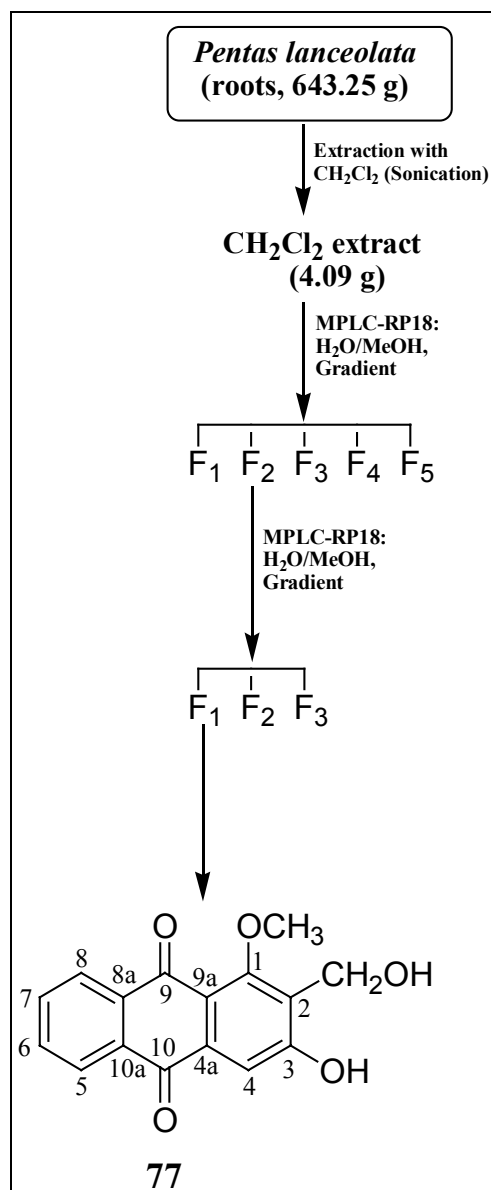 Pentas lanceolata
(roots, 643.25 g)
Extraction with
CH₂Cl₂ (Sonication)
CH₂Cl₂ extract
(4.09 g)
MPLC-RP18:
H₂O/MeOH,
Gradient
F₁ F₂ F₃ F₄ F₅
MPLC-RP18:
H₂O/MeOH,
Gradient
F₁ F₂ F₃
O OCH₃
8 8a 9 9a 1 CH₂OH
7 2
6 10 3
5 10a 4a 4 OH
O
77